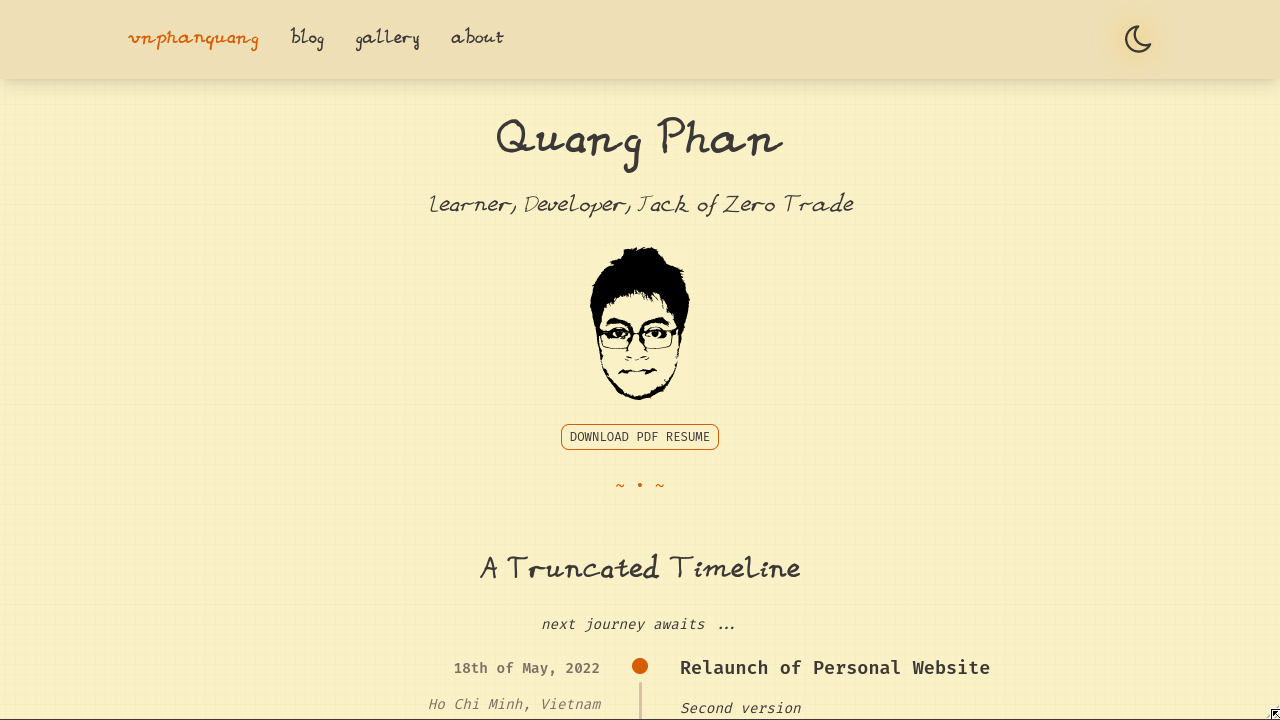 vnphanquang blog gallery about
Quang Phan
Learner, Developer, Jack of Zero Trade
DOWNLOAD PDF RESUME
~ • ~
A Truncated Timeline
next journey awaits ...
18th of May, 2022
Relaunch of Personal Website
Ho Chi Minh, Vietnam
Second version